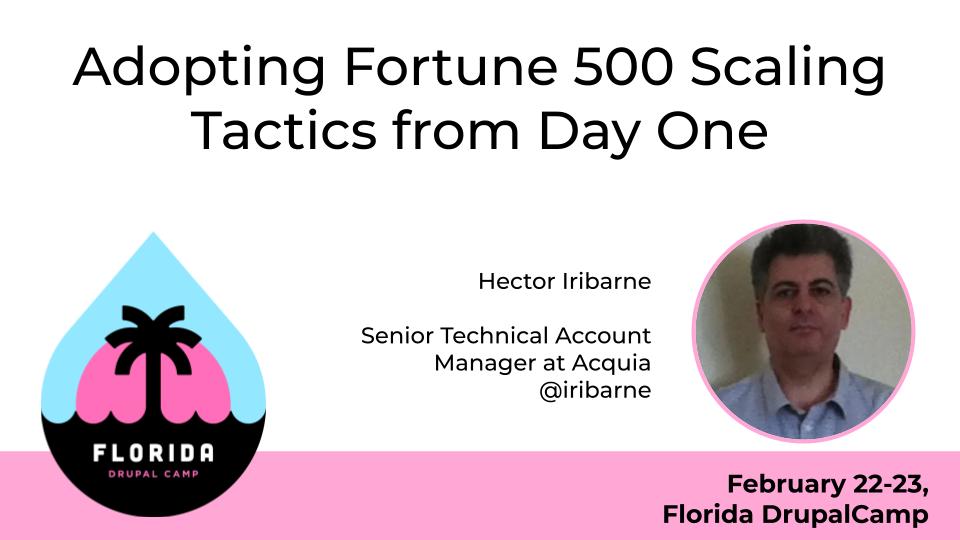 Adopting Fortune 500 Scaling
Tactics from Day One
Hector Iribarne
Senior Technical Account
Manager at Acquia
@iribarne
FLORIDA
DRUPAL CAMP
February 22-23,
Florida DrupalCamp